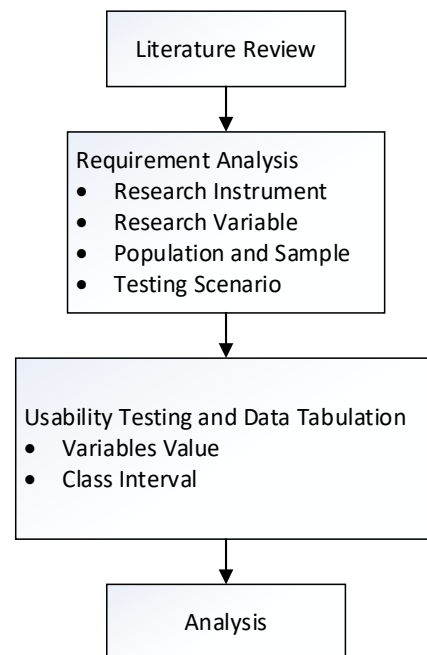 Literature Review
Requirement Analysis
• Research Instrument
• Research Variable
• Population and Sample
• Testing Scenario
Usability Testing and Data Tabulation
• Variables Value
• Class Interval
Analysis